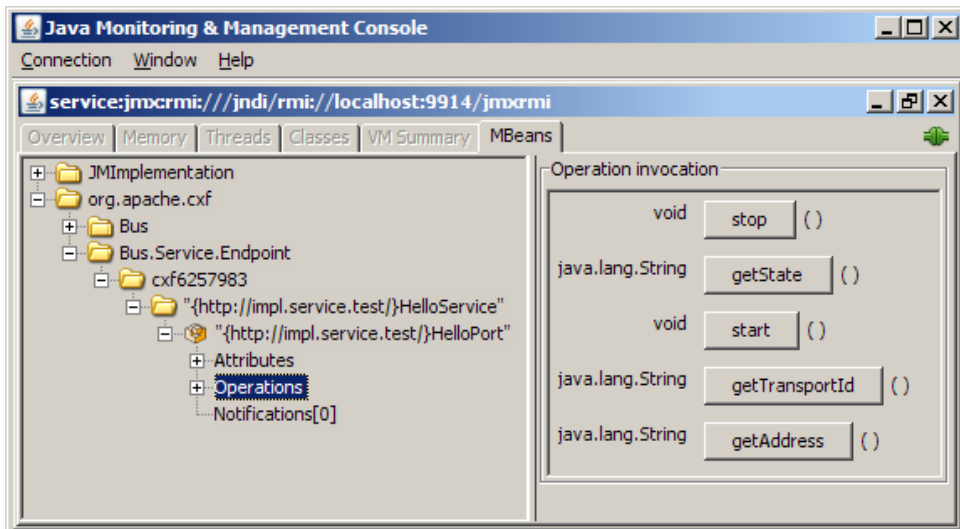 Java Monitoring & Management Console
Connection Window Help
service:jmx:rmi:///jndi/rmi://localhost:9914/jmxrmi
Overview Memory Threads Classes VM Summary MBeans
JMImplementation
org.apache.cxf
Bus
Bus.Service.Endpoint
cxf6257983
"{http://impl.service.test/}HelloService"
"{http://impl.service.test/}HelloPort"
Attributes
Operations
Notifications[0]
Operation invocation
void stop ( )
java.lang.String getState ( )
void start ( )
java.lang.String getTransportId ( )
java.lang.String getAddress ( )